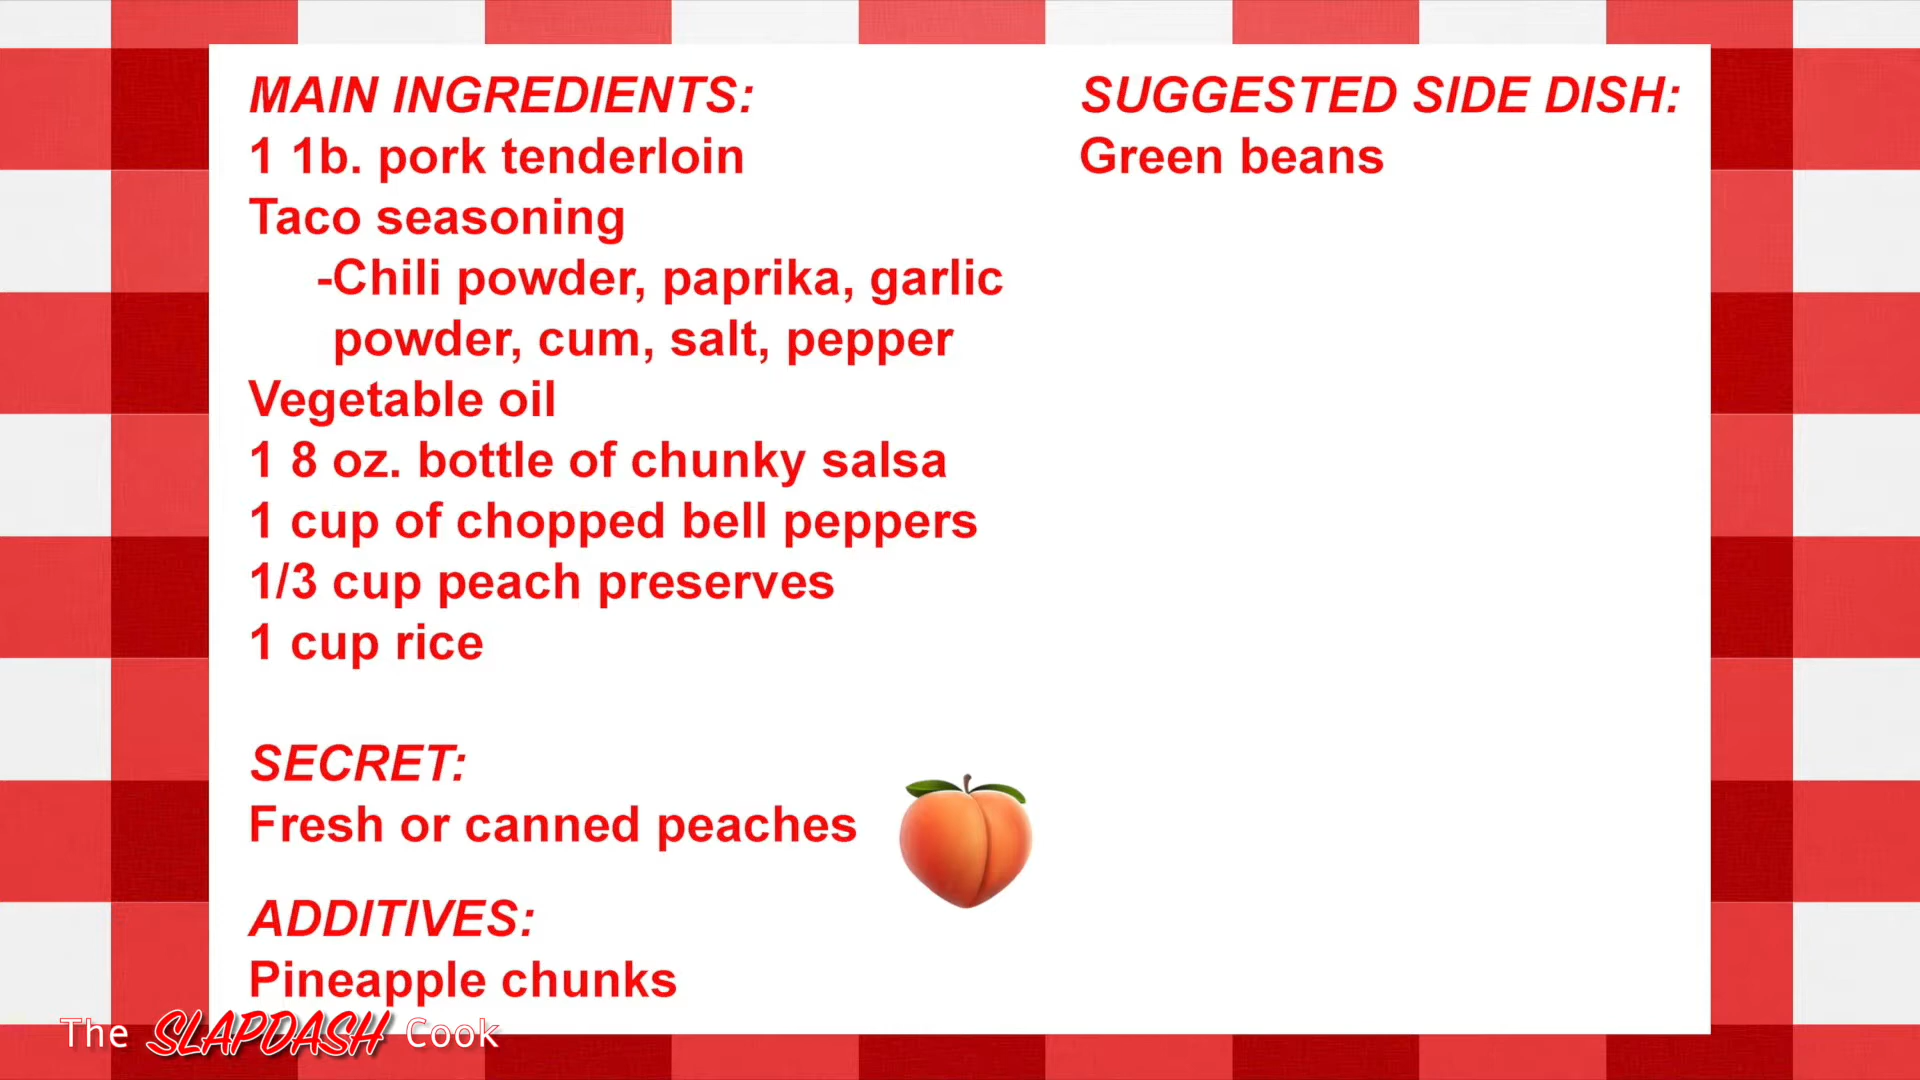 MAIN INGREDIENTS:
1 1b. pork tenderloin
Taco seasoning
-Chili powder, paprika, garlic
powder, cum, salt, pepper
Vegetable oil
1 8 oz. bottle of chunky salsa
1 cup of chopped bell peppers
1/3 cup peach preserves
1 cup rice
SECRET:
Fresh or canned peaches
ADDITIVES:
Pineapple chunks
SUGGESTED SIDE DISH:
Green beans
The SLAPDASH Cook